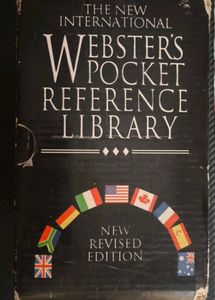 THE NEW
INTERNATIONAL
WEBSTER'S
POCKET
REFERENCE
LIBRARY
NEW
REVISED
EDITION